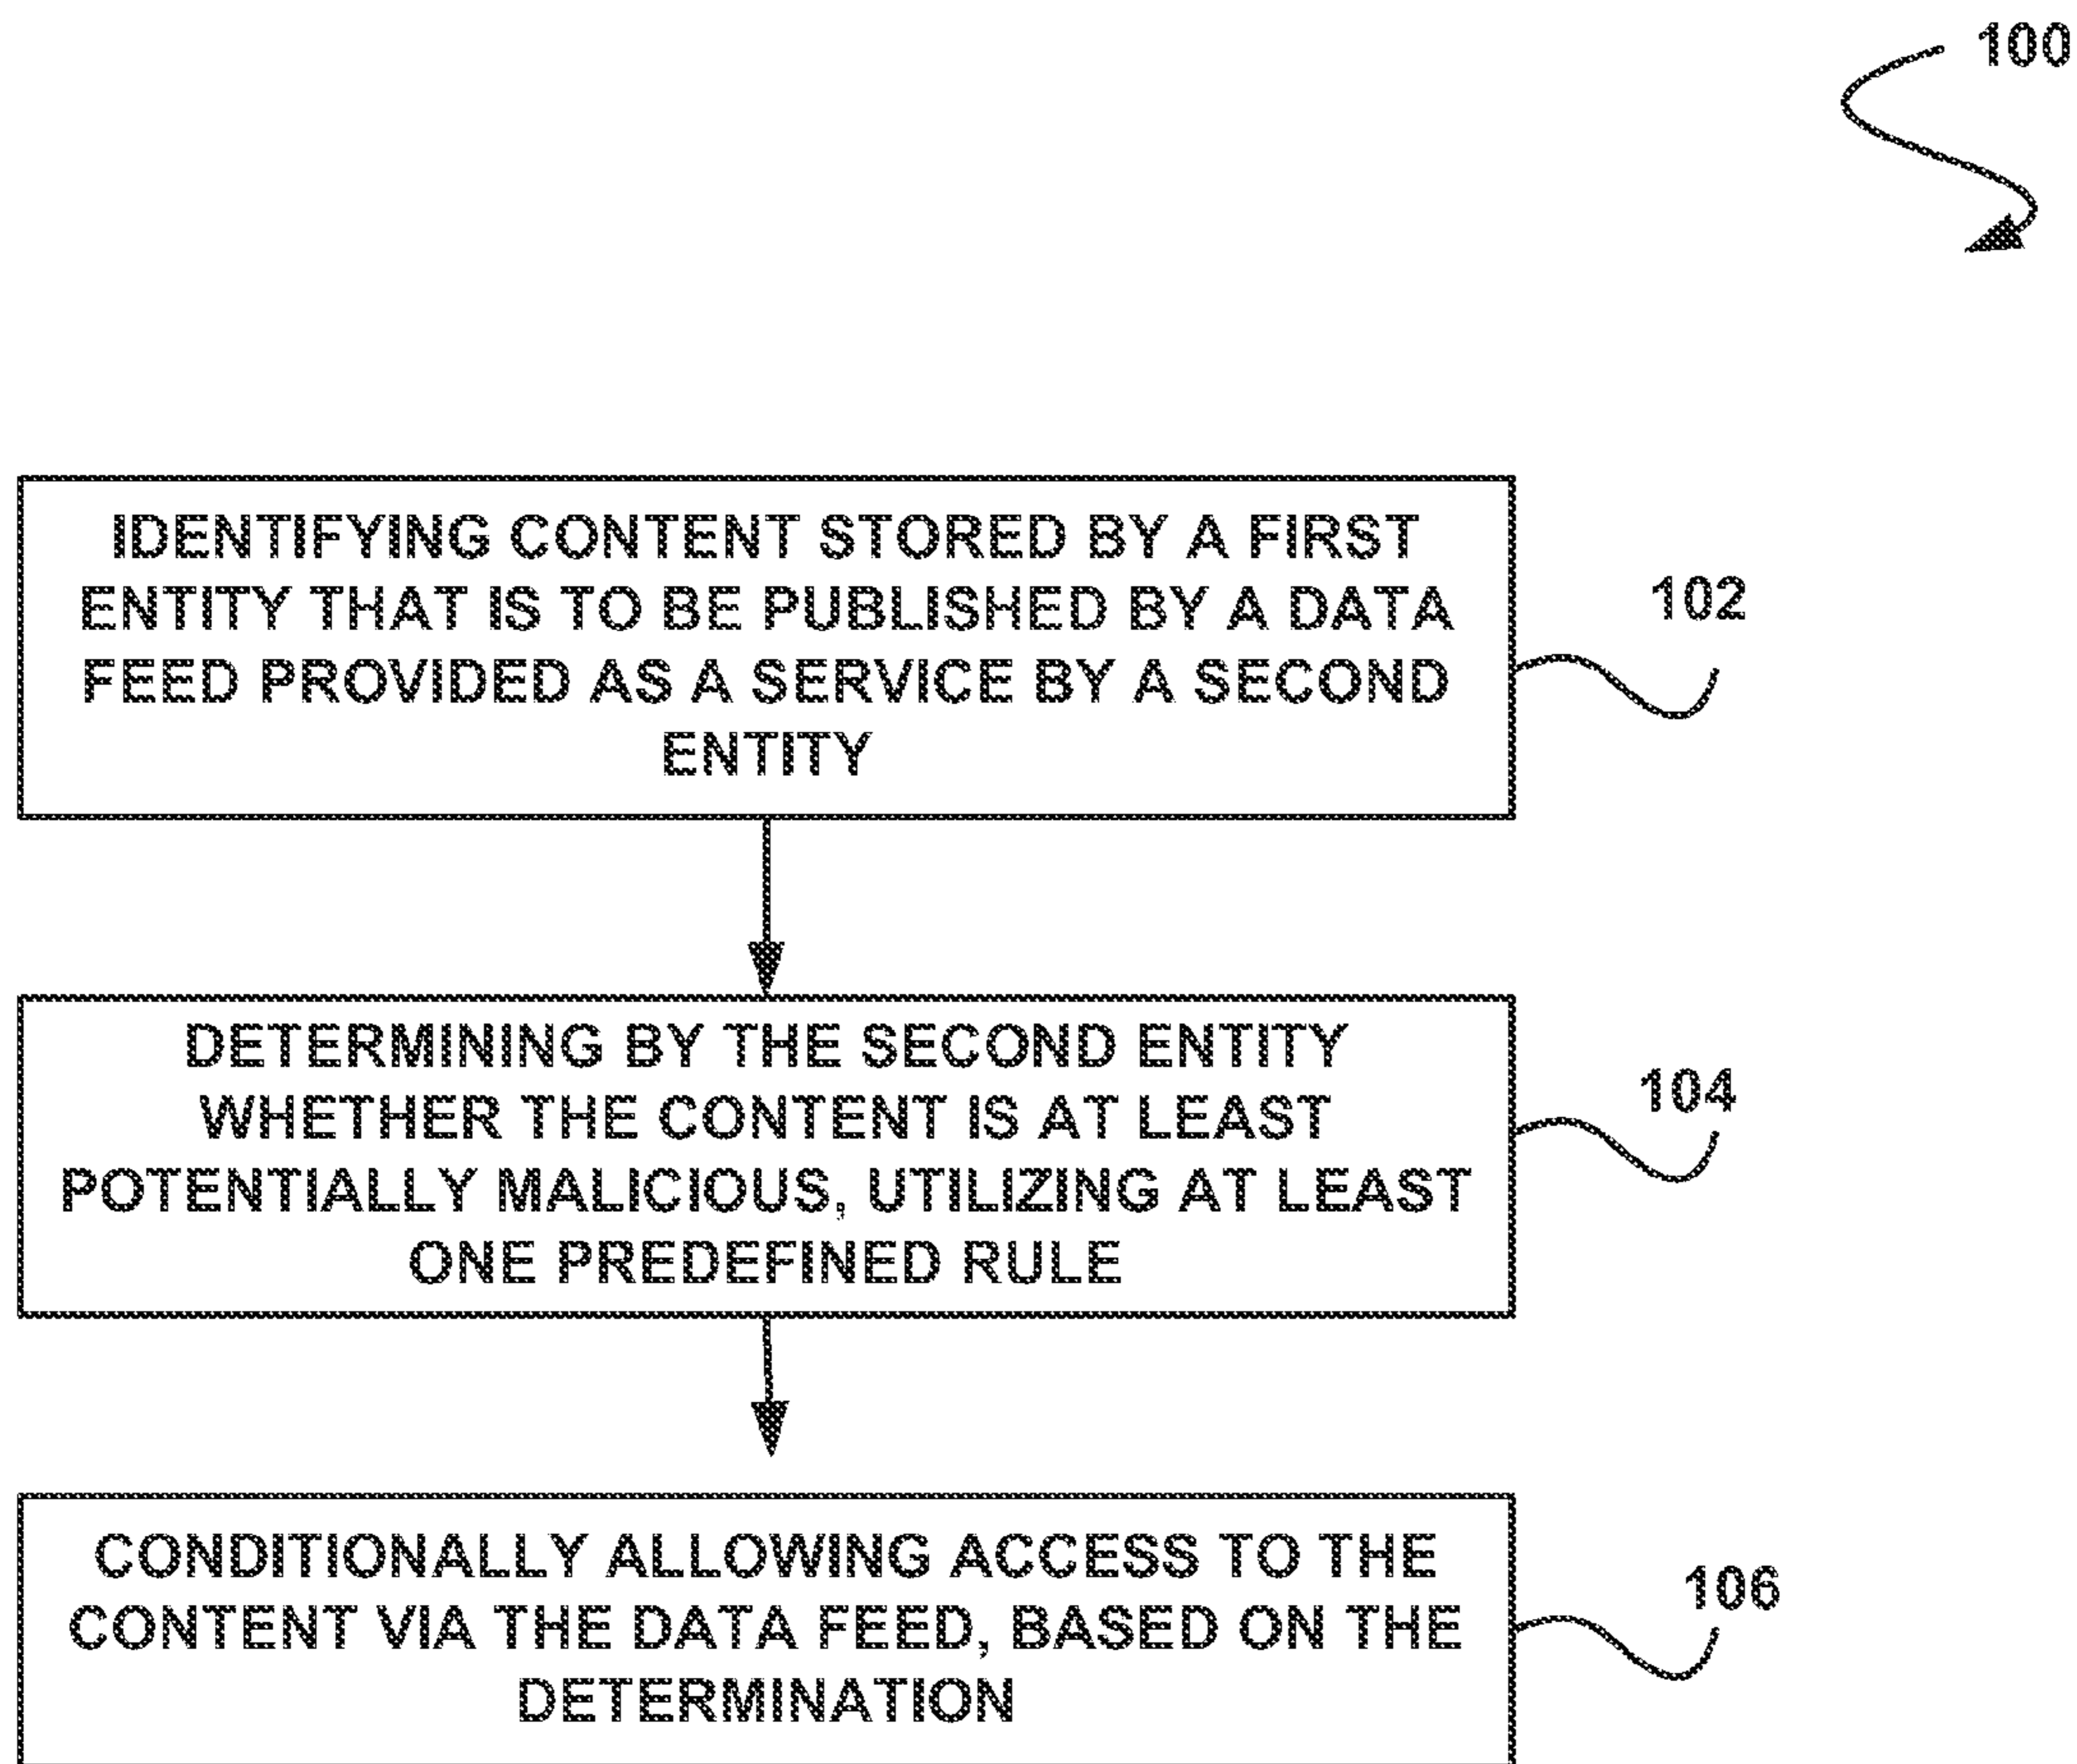 100
IDENTIFYING CONTENT STORED BY A FIRST
ENTITY THAT IS TO BE PUBLISHED BY A DATA
FEED PROVIDED AS A SERVICE BY A SECOND
ENTITY
102
DETERMINING BY THE SECOND ENTITY
WHETHER THE CONTENT IS AT LEAST
POTENTIALLY MALICIOUS, UTILIZING AT LEAST
ONE PREDEFINED RULE
104
CONDITIONALLY ALLOWING ACCESS TO THE
CONTENT VIA THE DATA FEED, BASED ON THE
DETERMINATION
106